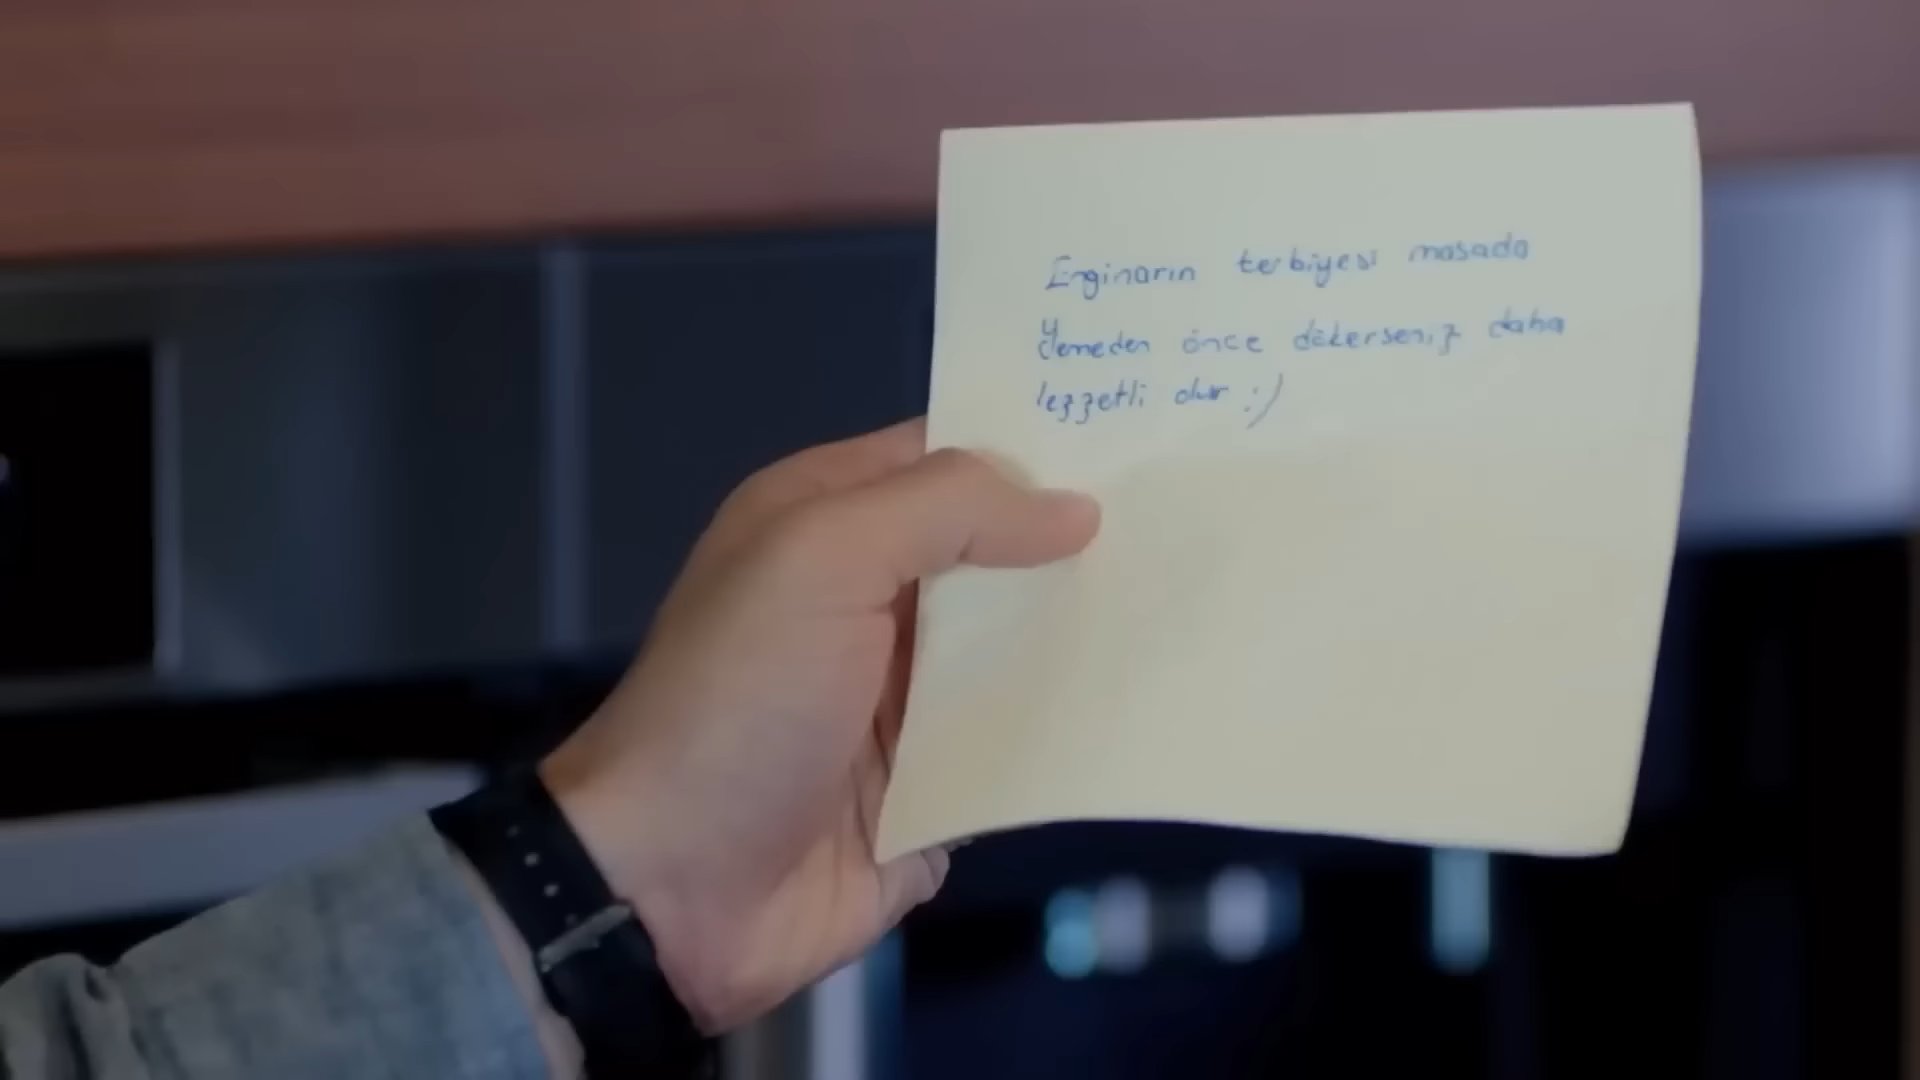 Enginarın terbiyesi masada
yemeden önce dökerseniz daha
lezzetli olur :)